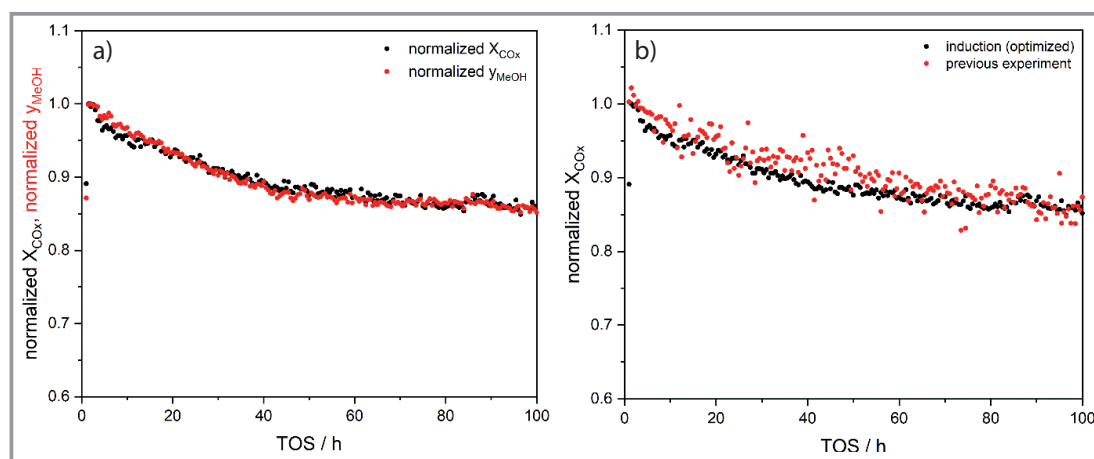 a)
normalized X_COx
normalized y_MeOH
normalized X_COx, normalized y_MeOH
1.1
1.0
0.9
0.8
0.7
0.6
0 20 40 60 80 100
TOS / h
b)
induction (optimized)
previous experiment
normalized X_COx
1.1
1.0
0.9
0.8
0.7
0.6
0 20 40 60 80 100
TOS / h